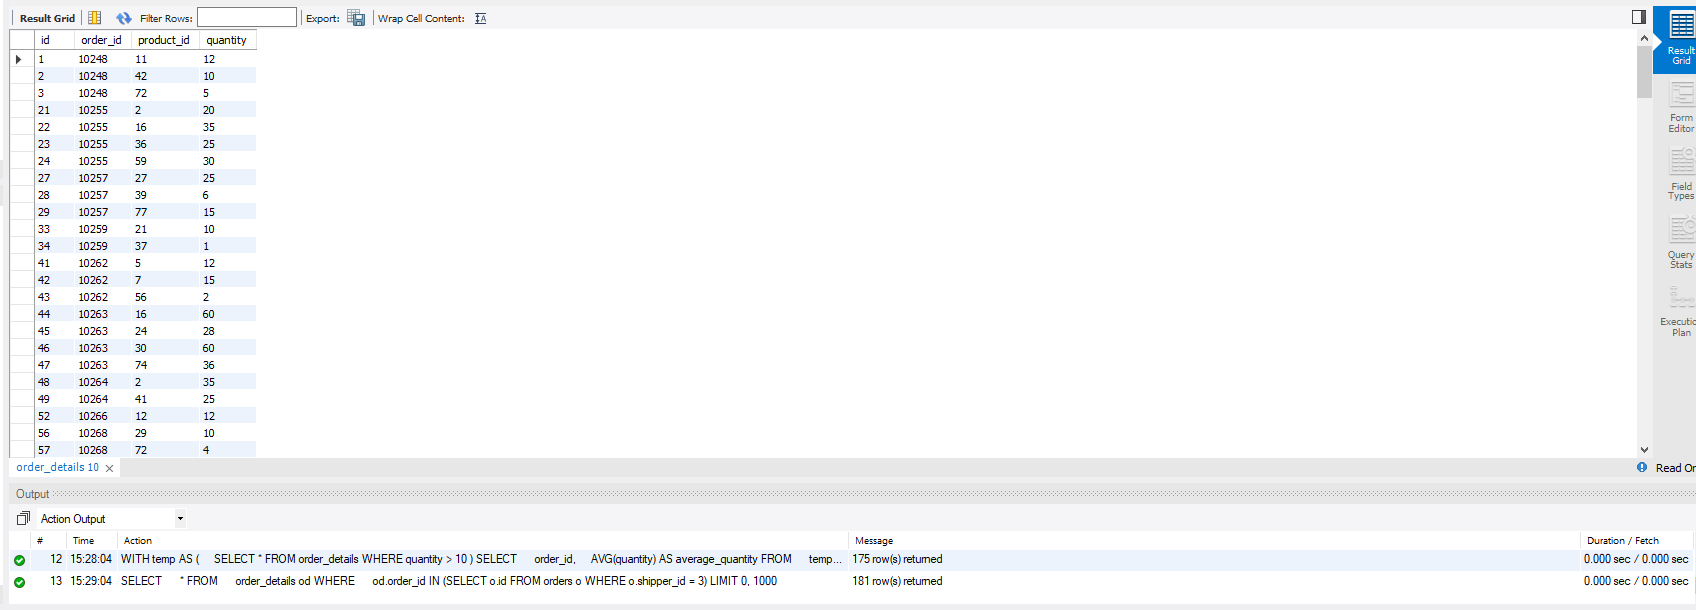 Result Grid Filter Rows: Export: Wrap Cell Content:
id order_id product_id quantity
1 10248 11 12
2 10248 42 10
3 10248 72 5
21 10255 2 20
22 10255 16 35
23 10255 36 25
24 10255 59 30
27 10257 27 25
28 10257 39 6
29 10257 77 15
33 10259 21 10
34 10259 37 1
41 10262 5 12
42 10262 7 15
43 10262 56 2
44 10263 16 60
45 10263 24 28
46 10263 30 60
47 10263 74 36
48 10264 2 35
49 10264 41 25
52 10266 12 12
56 10268 29 10
57 10268 72 4
Result
Grid
Form
Editor
Field
Types
Query
Stats
Executio
Plan
order_details 10
Read On
Output
Action Output
# Time Action Message Duration / Fetch
12 15:28:04 WITH temp AS ( SELECT * FROM order_details WHERE quantity > 10 ) SELECT order_id, AVG(quantity) AS average_quantity FROM temp... 175 row(s) returned 0.000 sec / 0.000 sec
13 15:29:04 SELECT * FROM order_details od WHERE od.order_id IN (SELECT o.id FROM orders o WHERE o.shipper_id = 3) LIMIT 0, 1000 181 row(s) returned 0.000 sec / 0.000 sec